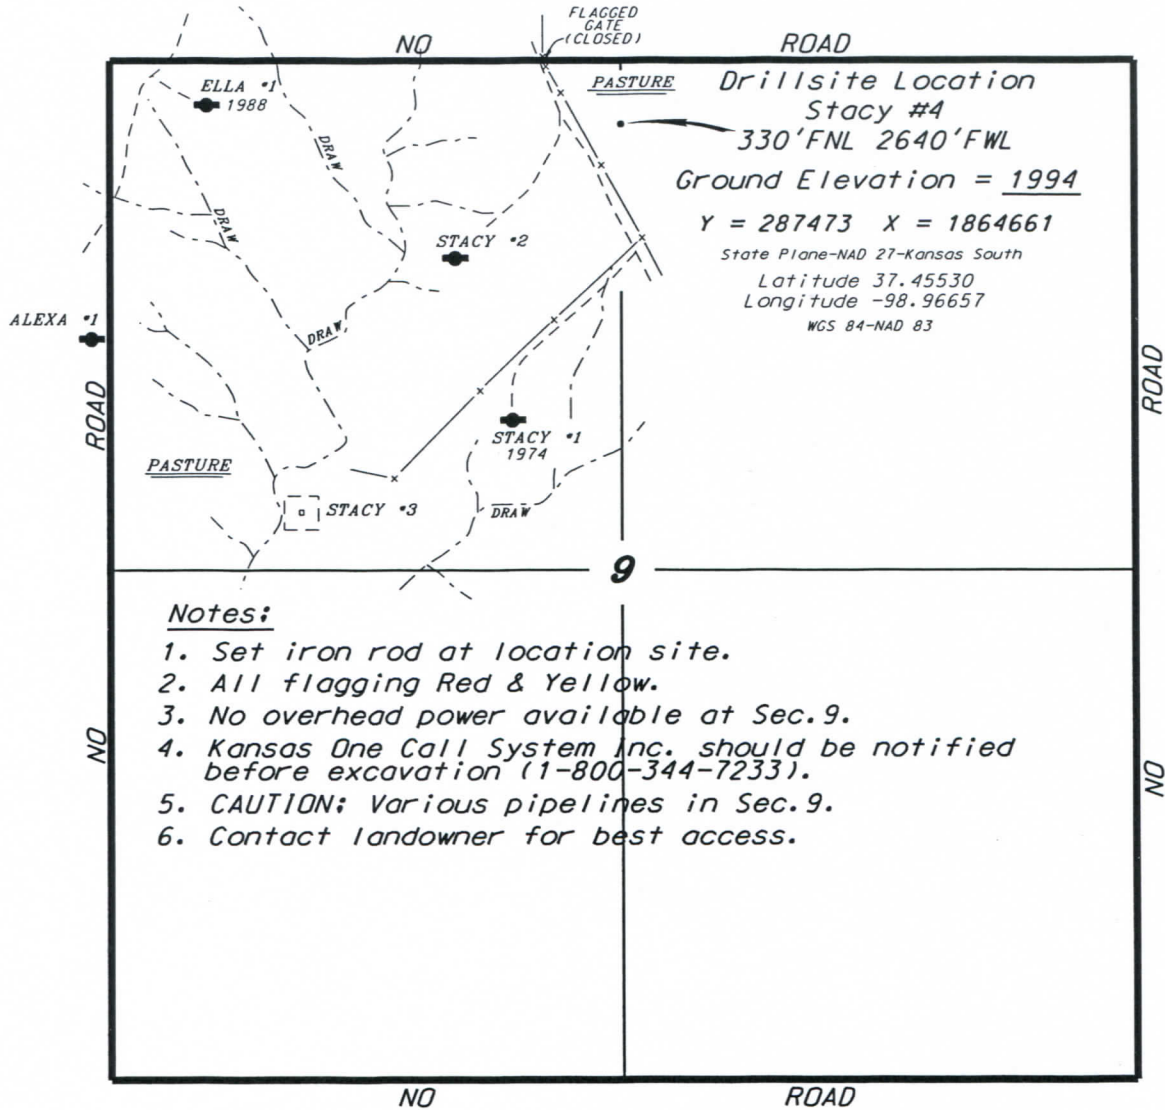 FLAGGED
GATE
(CLOSED)
NO ROAD
ELLA #1
1988
PASTURE
Drillsite Location
Stacy #4
330'FNL 2640'FWL
Ground Elevation = 1994
Y = 287473 X = 1864661
State Plane-NAD 27-Kansas South
Latitude 37.45530
Longitude -98.96657
WGS 84-NAD 83
DRAW
DRAW
STACY #2
ALEXA #1
DRAW
ROAD
ROAD
STACY #1
1974
PASTURE
STACY #3
DRAW
9
Notes:
1. Set iron rod at location site.
2. All flagging Red & Yellow.
3. No overhead power available at Sec.9.
4. Kansas One Call System Inc. should be notified
before excavation (1-800-344-7233).
5. CAUTION: Various pipelines in Sec.9.
6. Contact landowner for best access.
NO
NO
NO ROAD